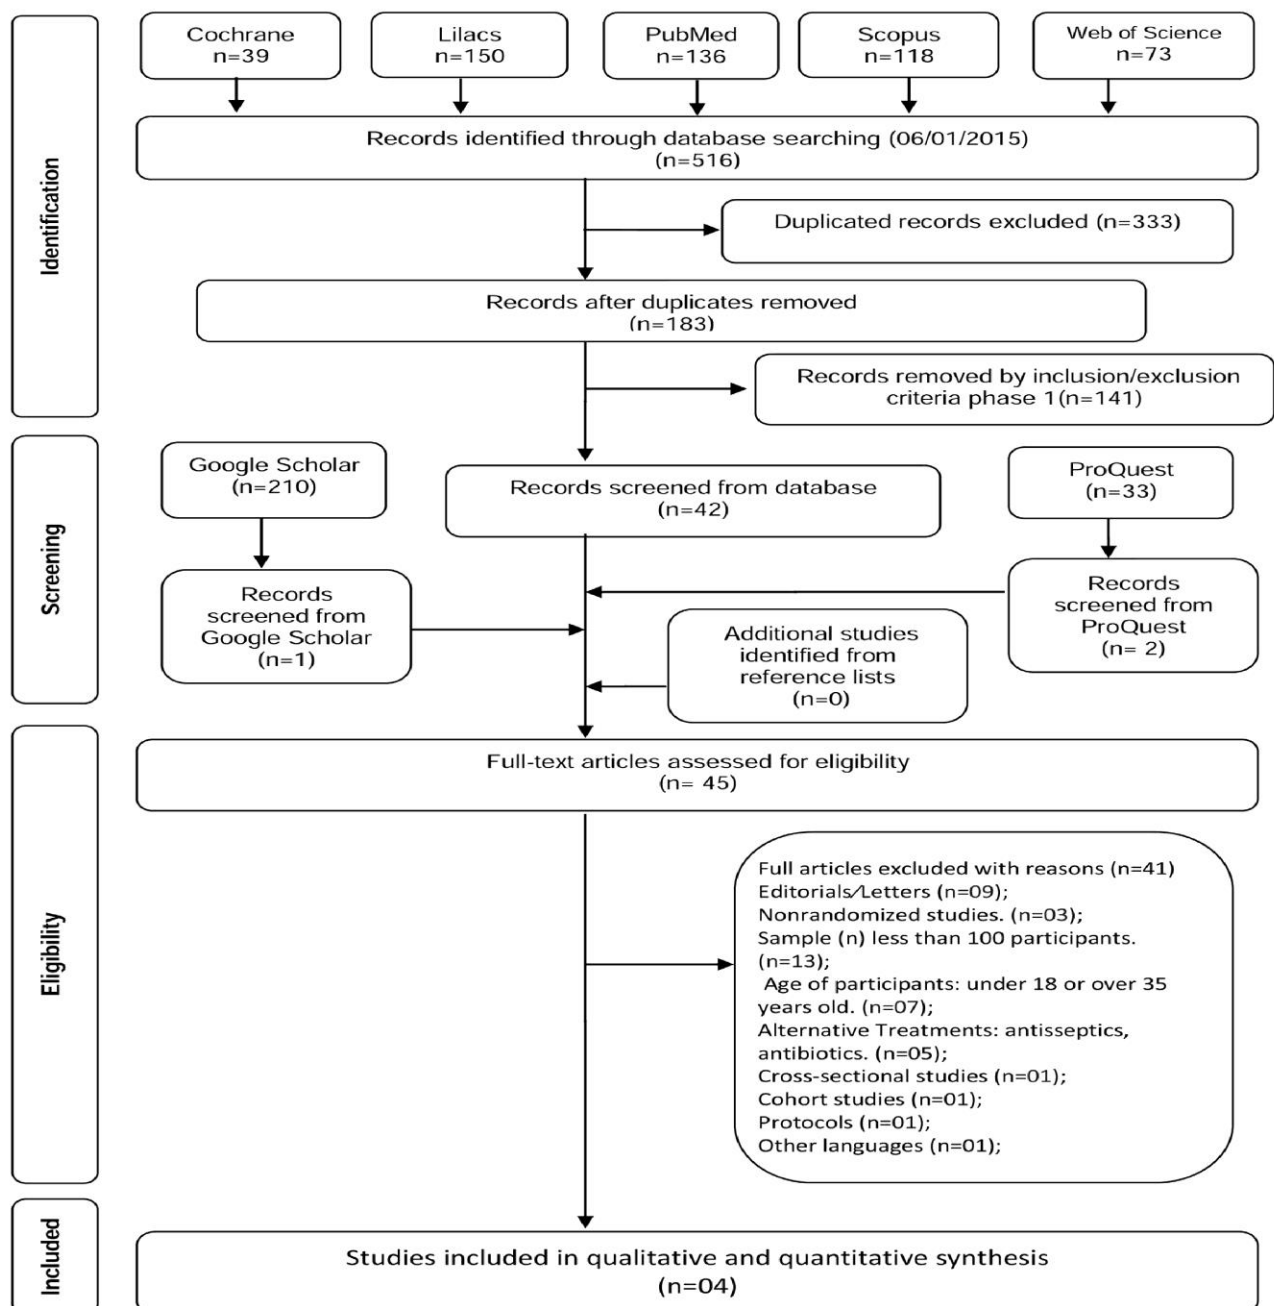 Cochrane
n=39
Lilacs
n=150
PubMed
n=136
Scopus
n=118
Web of Science
n=73
Records identified through database searching (06/01/2015)
(n=516)
Identification
Duplicated records excluded (n=333)
Records after duplicates removed
(n=183)
Records removed by inclusion/exclusion
criteria phase 1(n=141)
Google Scholar
(n=210)
Records screened from database
(n=42)
ProQuest
(n=33)
Screening
Records
screened from
Google Scholar
(n=1)
Records
screened from
ProQuest
(n= 2)
Additional studies
identified from
reference lists
(n=0)
Full-text articles assessed for eligibility
(n= 45)
Eligibility
Full articles excluded with reasons (n=41)
Editorials/Letters (n=09);
Nonrandomized studies. (n=03);
Sample (n) less than 100 participants.
(n=13);
Age of participants: under 18 or over 35
years old. (n=07);
Alternative Treatments: antisseptics,
antibiotics. (n=05);
Cross-sectional studies (n=01);
Cohort studies (n=01);
Protocols (n=01);
Other languages (n=01);
Included
Studies included in qualitative and quantitative synthesis
(n=04)